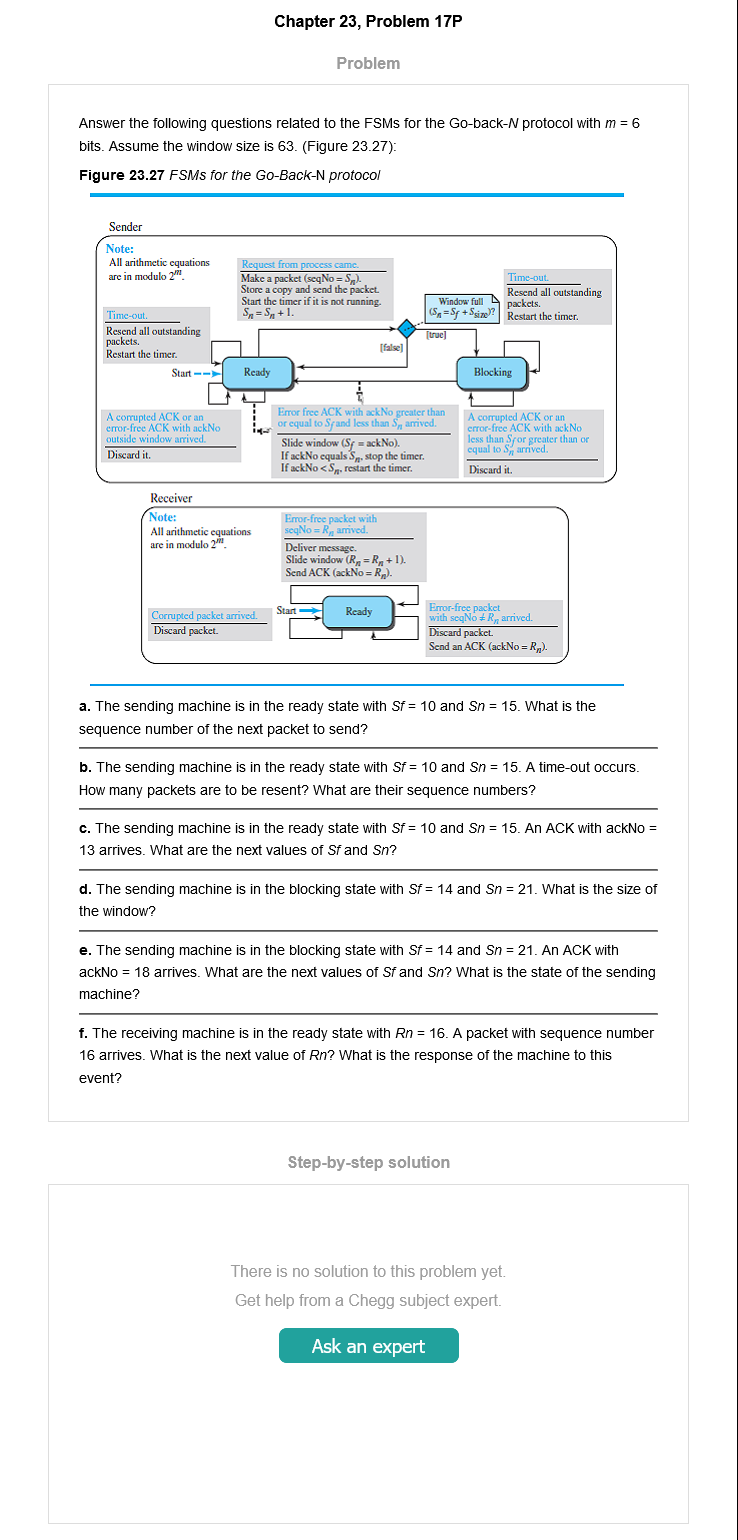 Chapter 23, Problem 17P
Problem
Answer the following questions related to the FSMs for the Go-back-N protocol with m = 6
bits. Assume the window size is 63. (Figure 23.27):
Figure 23.27 FSMs for the Go-Back-N protocol
Sender
Note:
All arithmetic equations
are in modulo 2^m.
Request from process came.
Make a packet (seqNo = Sn).
Store a copy and send the packet.
Start the timer if it is not running.
Sn = Sn + 1.
Time-out.
Resend all outstanding
packets.
Restart the timer.
Window full
(Sn = Sf + Ssize)?
Time-out.
Resend all outstanding
packets.
Restart the timer.
[true]
[false]
Start
Ready
Blocking
A corrupted ACK or an
error-free ACK with ackNo
outside window arrived.
Discard it.
Error free ACK with ackNo greater than
or equal to Sf and less than Sn arrived.
Slide window (Sf = ackNo).
If ackNo equals Sn, stop the timer.
If ackNo < Sn, restart the timer.
A corrupted ACK or an
error-free ACK with ackNo
less than Sf or greater than or
equal to Sn arrived.
Discard it.
Receiver
Note:
All arithmetic equations
are in modulo 2^m.
Error-free packet with
seqNo = Rn arrived.
Deliver message.
Slide window (Rn = Rn + 1).
Send ACK (ackNo = Rn).
Corrupted packet arrived.
Discard packet.
Start
Ready
Error-free packet
with seqNo ≠ Rn arrived.
Discard packet.
Send an ACK (ackNo = Rn).
a. The sending machine is in the ready state with Sf = 10 and Sn = 15. What is the
sequence number of the next packet to send?
b. The sending machine is in the ready state with Sf = 10 and Sn = 15. A time-out occurs.
How many packets are to be resent? What are their sequence numbers?
c. The sending machine is in the ready state with Sf = 10 and Sn = 15. An ACK with ackNo =
13 arrives. What are the next values of Sf and Sn?
d. The sending machine is in the blocking state with Sf = 14 and Sn = 21. What is the size of
the window?
e. The sending machine is in the blocking state with Sf = 14 and Sn = 21. An ACK with
ackNo = 18 arrives. What are the next values of Sf and Sn? What is the state of the sending
machine?
f. The receiving machine is in the ready state with Rn = 16. A packet with sequence number
16 arrives. What is the next value of Rn? What is the response of the machine to this
event?
Step-by-step solution
There is no solution to this problem yet.
Get help from a Chegg subject expert.
Ask an expert